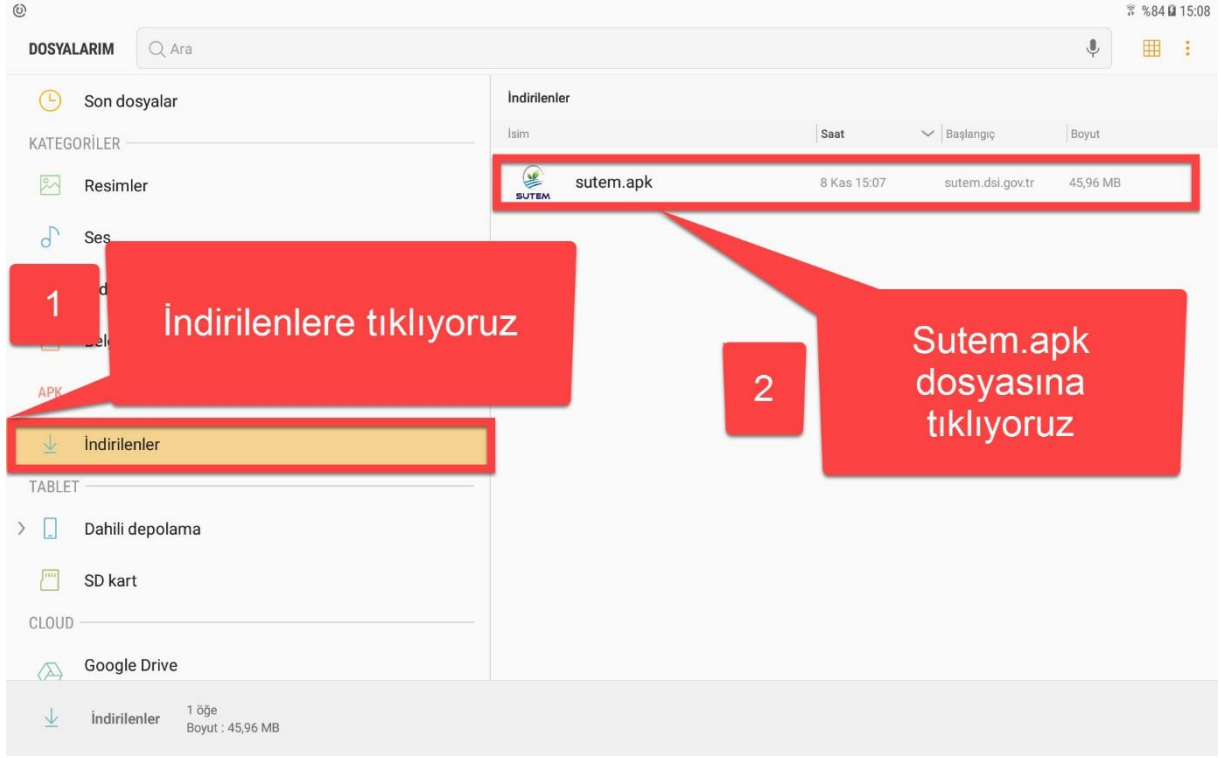 %84 15:08
DOSYALARIM
Ara
Son dosyalar
KATEGORİLER
Resimler
Ses
APK
İndirilenler
TABLET
Dahili depolama
SD kart
CLOUD
Google Drive
İndirilenler
İsim Saat Başlangıç Boyut
SUTEM
sutem.apk 8 Kas 15:07 sutem.dsi.gov.tr 45,96 MB
1
İndirilenlere tıklıyoruz
2
Sutem.apk
dosyasına
tıklıyoruz
İndirilenler
1 öğe
Boyut : 45,96 MB